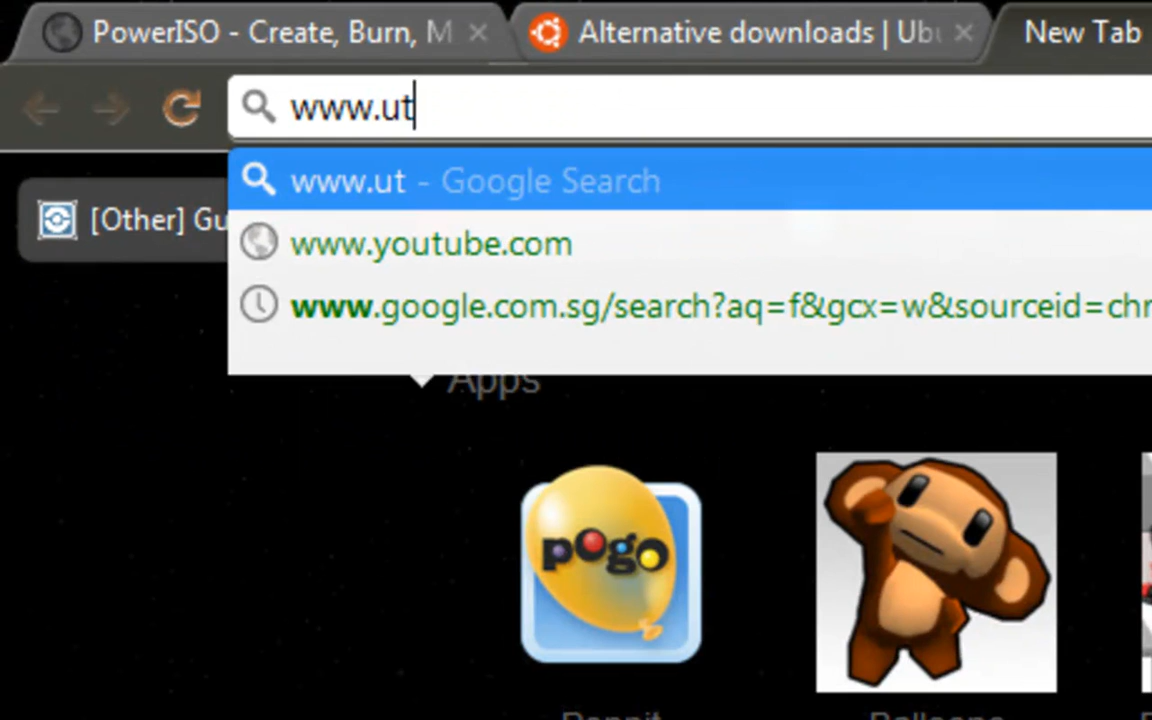 PowerISO - Create, Burn, M
Alternative downloads | Ubu
New Tab
www.ut
www.ut - Google Search
[Other] Gu
www.youtube.com
www.google.com.sg/search?aq=f&gcx=w&sourceid=chr
Apps
pogo